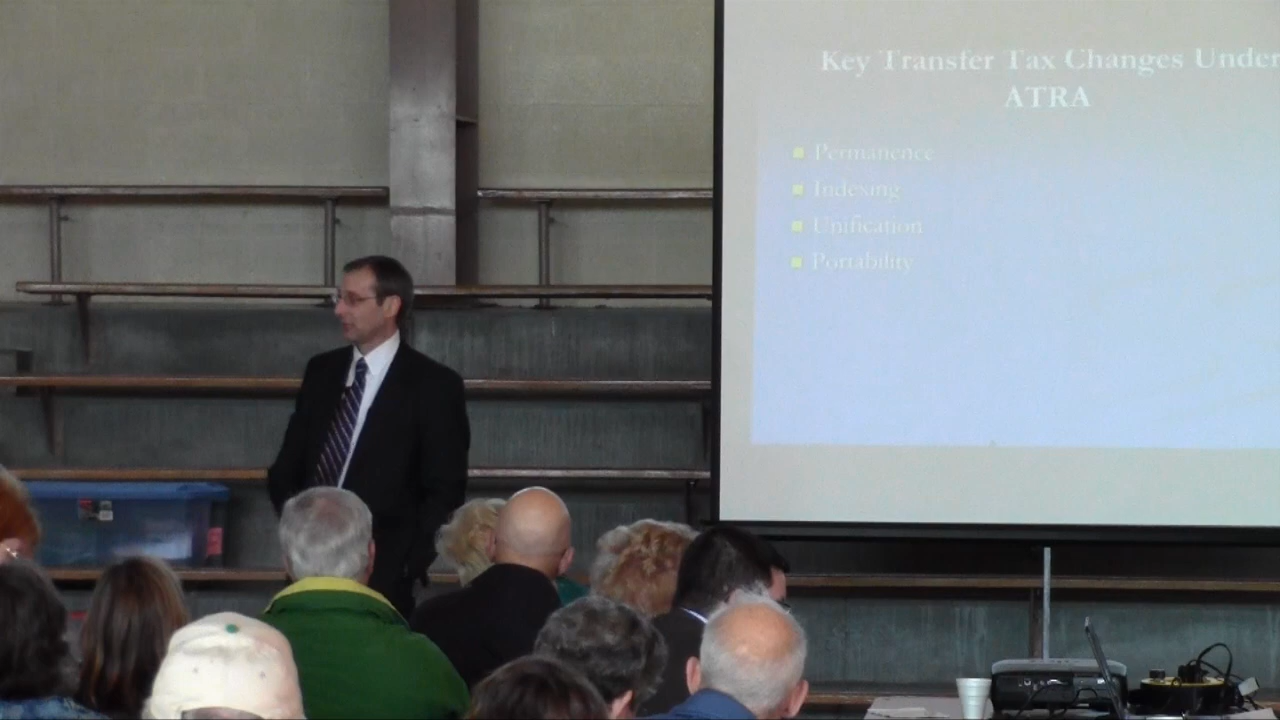 Key Transfer Tax Changes Under
ATRA
Permanence
Indexing
Unification
Portability